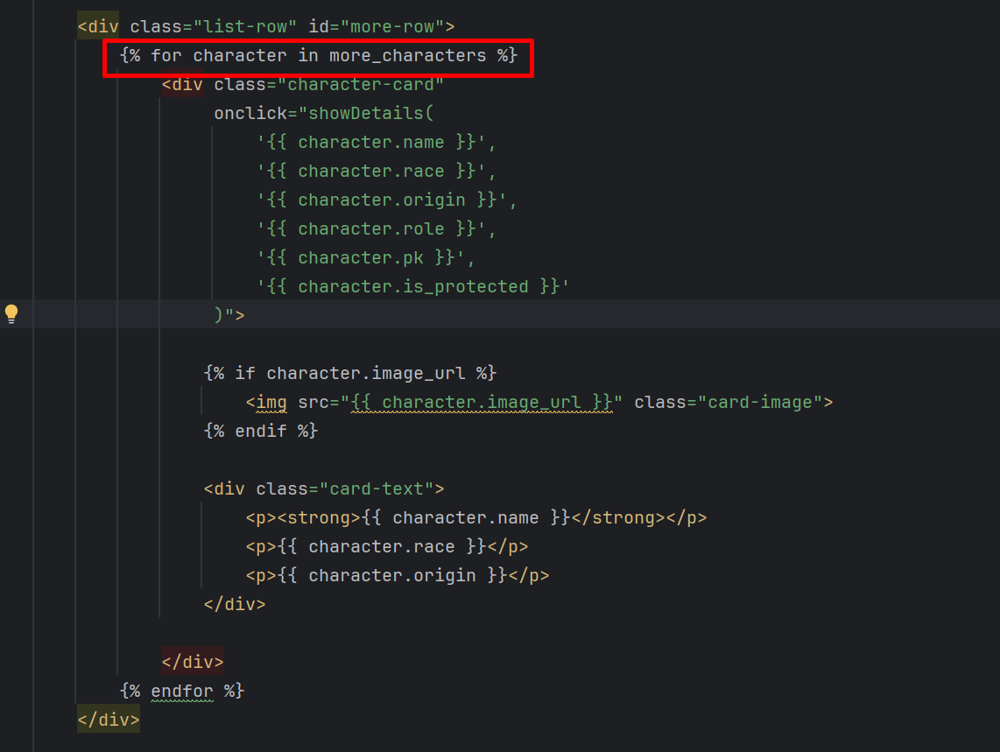 <div class="list-row" id="more-row">
{% for character in more_characters %}
<div class="character-card"
onclick="showDetails(
'{{ character.name }}',
'{{ character.race }}',
'{{ character.origin }}',
'{{ character.role }}',
'{{ character.pk }}',
'{{ character.is_protected }}'
)">
{% if character.image_url %}
<img src="{{ character.image_url }}" class="card-image">
{% endif %}
<div class="card-text">
<p><strong>{{ character.name }}</strong></p>
<p>{{ character.race }}</p>
<p>{{ character.origin }}</p>
</div>
</div>
{% endfor %}
</div>